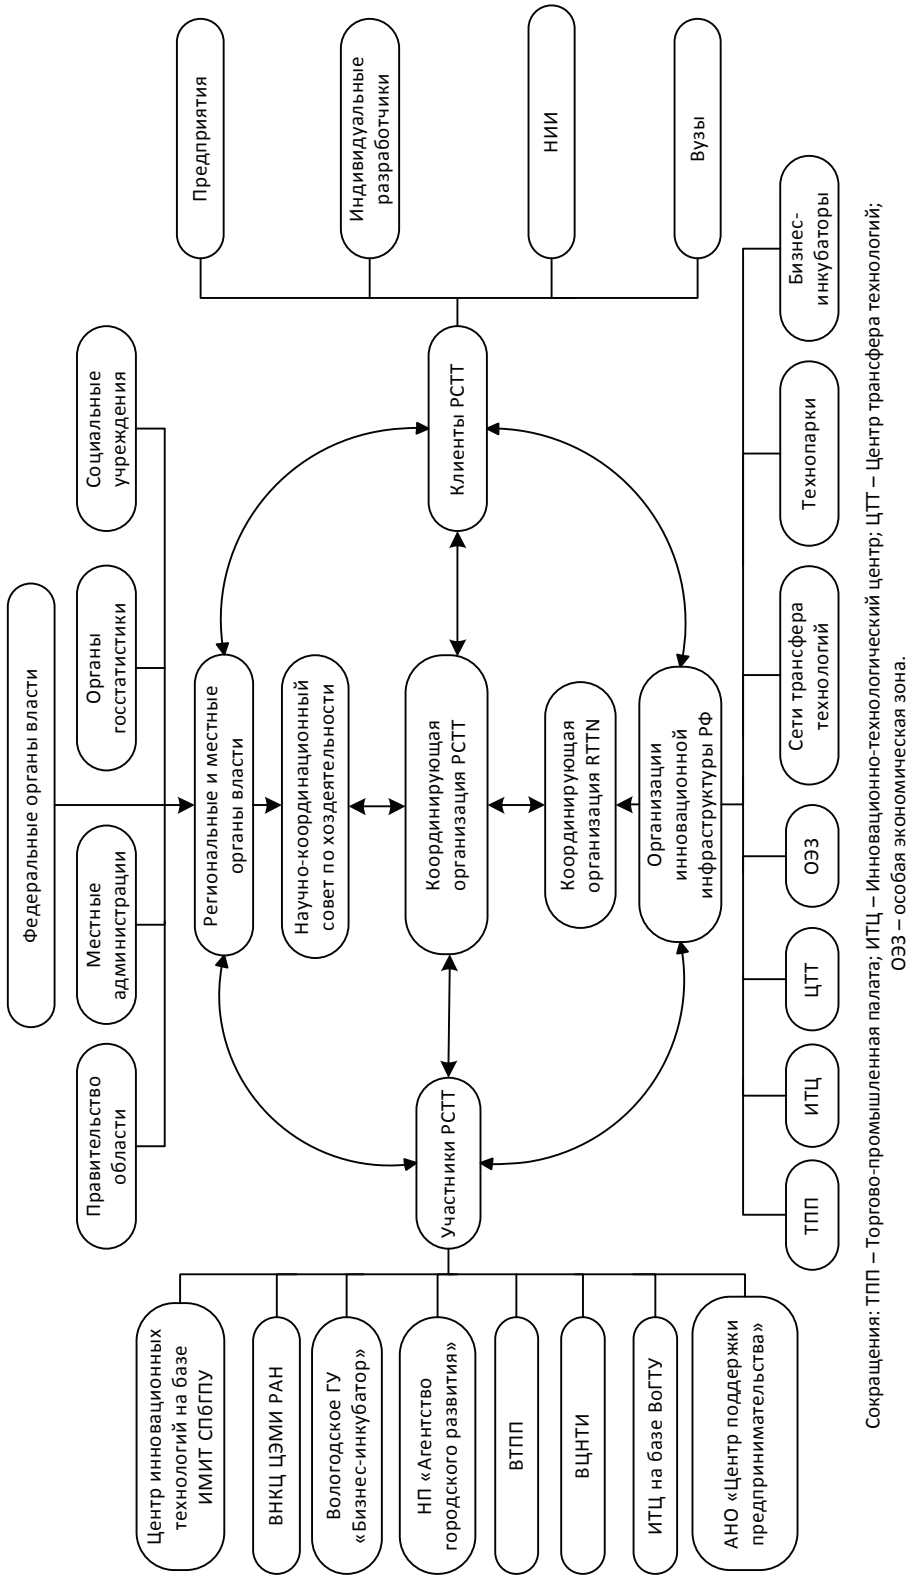 Федеральные органы власти
Правительство
области
Местные
администрации
Органы
госстатистики
Социальные
учреждения
Региональные и местные
органы власти
Научно-координационный
совет по хоздеятельности
Координирующая
организация РСТТ
Координирующая
организация RTTN
Организации
инновационной
инфраструктуры РФ
Участники РСТТ
Клиенты РСТТ
Центр инновационных
технологий на базе
ИМИТ СПбГПУ
ВНКЦ ЦЭМИ РАН
Вологодское ГУ
«Бизнес-инкубатор»
НП «Агентство
городского развития»
ВТПП
ВЦНТИ
ИТЦ на базе ВоГТУ
АНО «Центр поддержки
предпринимательства»
Предприятия
Индивидуальные
разработчики
НИИ
Вузы
ТПП
ИТЦ
ЦТТ
ОЭЗ
Сети трансфера
технологий
Технопарки
Бизнес-
инкубаторы
Сокращения: ТПП – Торгово-промышленная палата; ИТЦ – Инновационно-технологический центр; ЦТТ – Центр трансфера технологий;
ОЭЗ – особая экономическая зона.